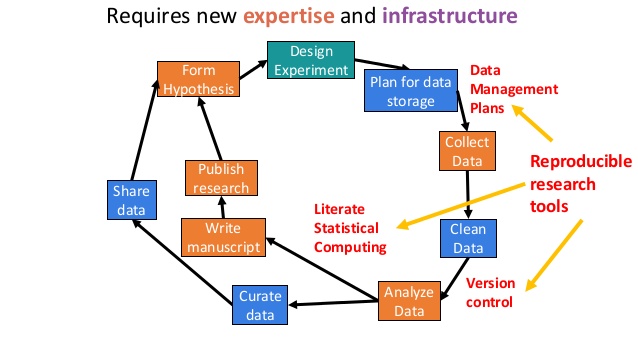 Requires new expertise and infrastructure
Design
Experiment
Form
Hypothesis
Plan for data
storage
Data
Management
Plans
Collect
Data
Reproducible
research
tools
Publish
research
Share
data
Literate
Statistical
Computing
Write
manuscript
Clean
Data
Version
control
Analyze
Data
Curate
data